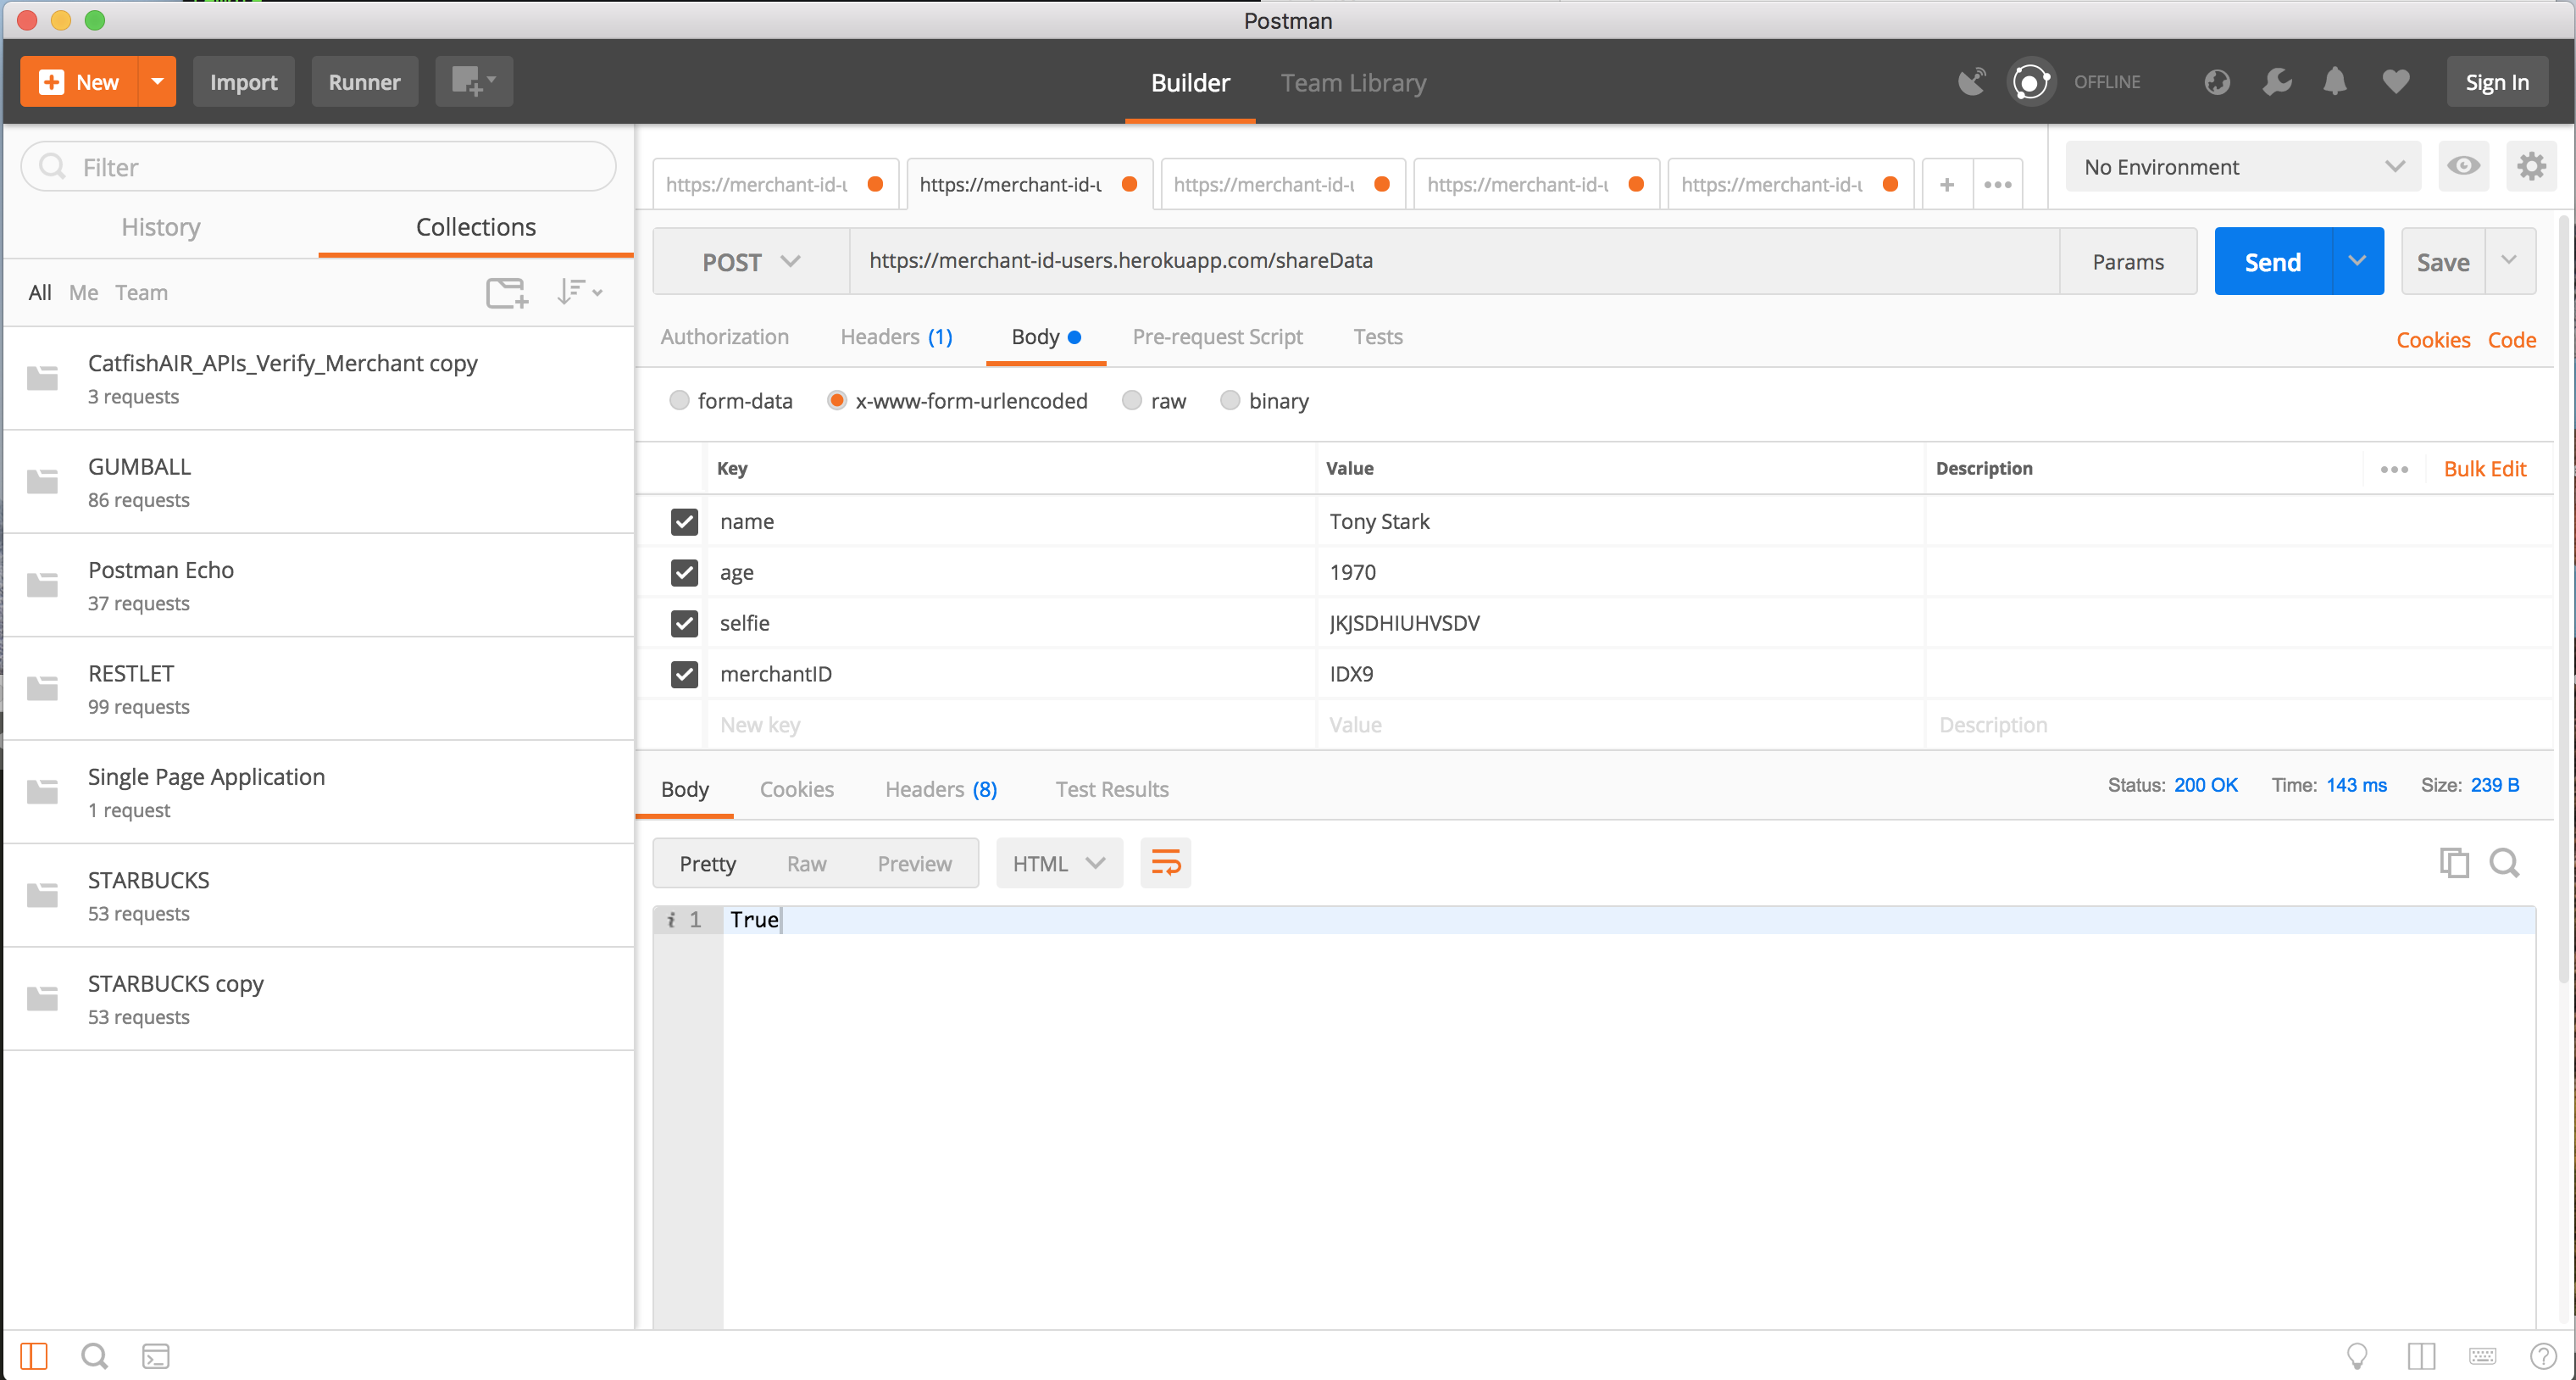 Postman
New
Import
Runner
Builder
Team Library
OFFLINE
Sign In
Filter
History
Collections
All Me Team
CatfishAIR_APIs_Verify_Merchant copy
3 requests
GUMBALL
86 requests
Postman Echo
37 requests
RESTLET
99 requests
Single Page Application
1 request
STARBUCKS
53 requests
STARBUCKS copy
53 requests
https://merchant-id-u https://merchant-id-u https://merchant-id-u https://merchant-id-u https://merchant-id-u
No Environment
POST https://merchant-id-users.herokuapp.com/shareData Params Send Save
Authorization Headers (1) Body Pre-request Script Tests Cookies Code
form-data x-www-form-urlencoded raw binary
Key Value Description Bulk Edit
name Tony Stark
age 1970
selfie JKJSDHIUHVSDV
merchantID IDX9
New key Value Description
Body Cookies Headers (8) Test Results Status: 200 OK Time: 143 ms Size: 239 B
Pretty Raw Preview HTML
i 1 True